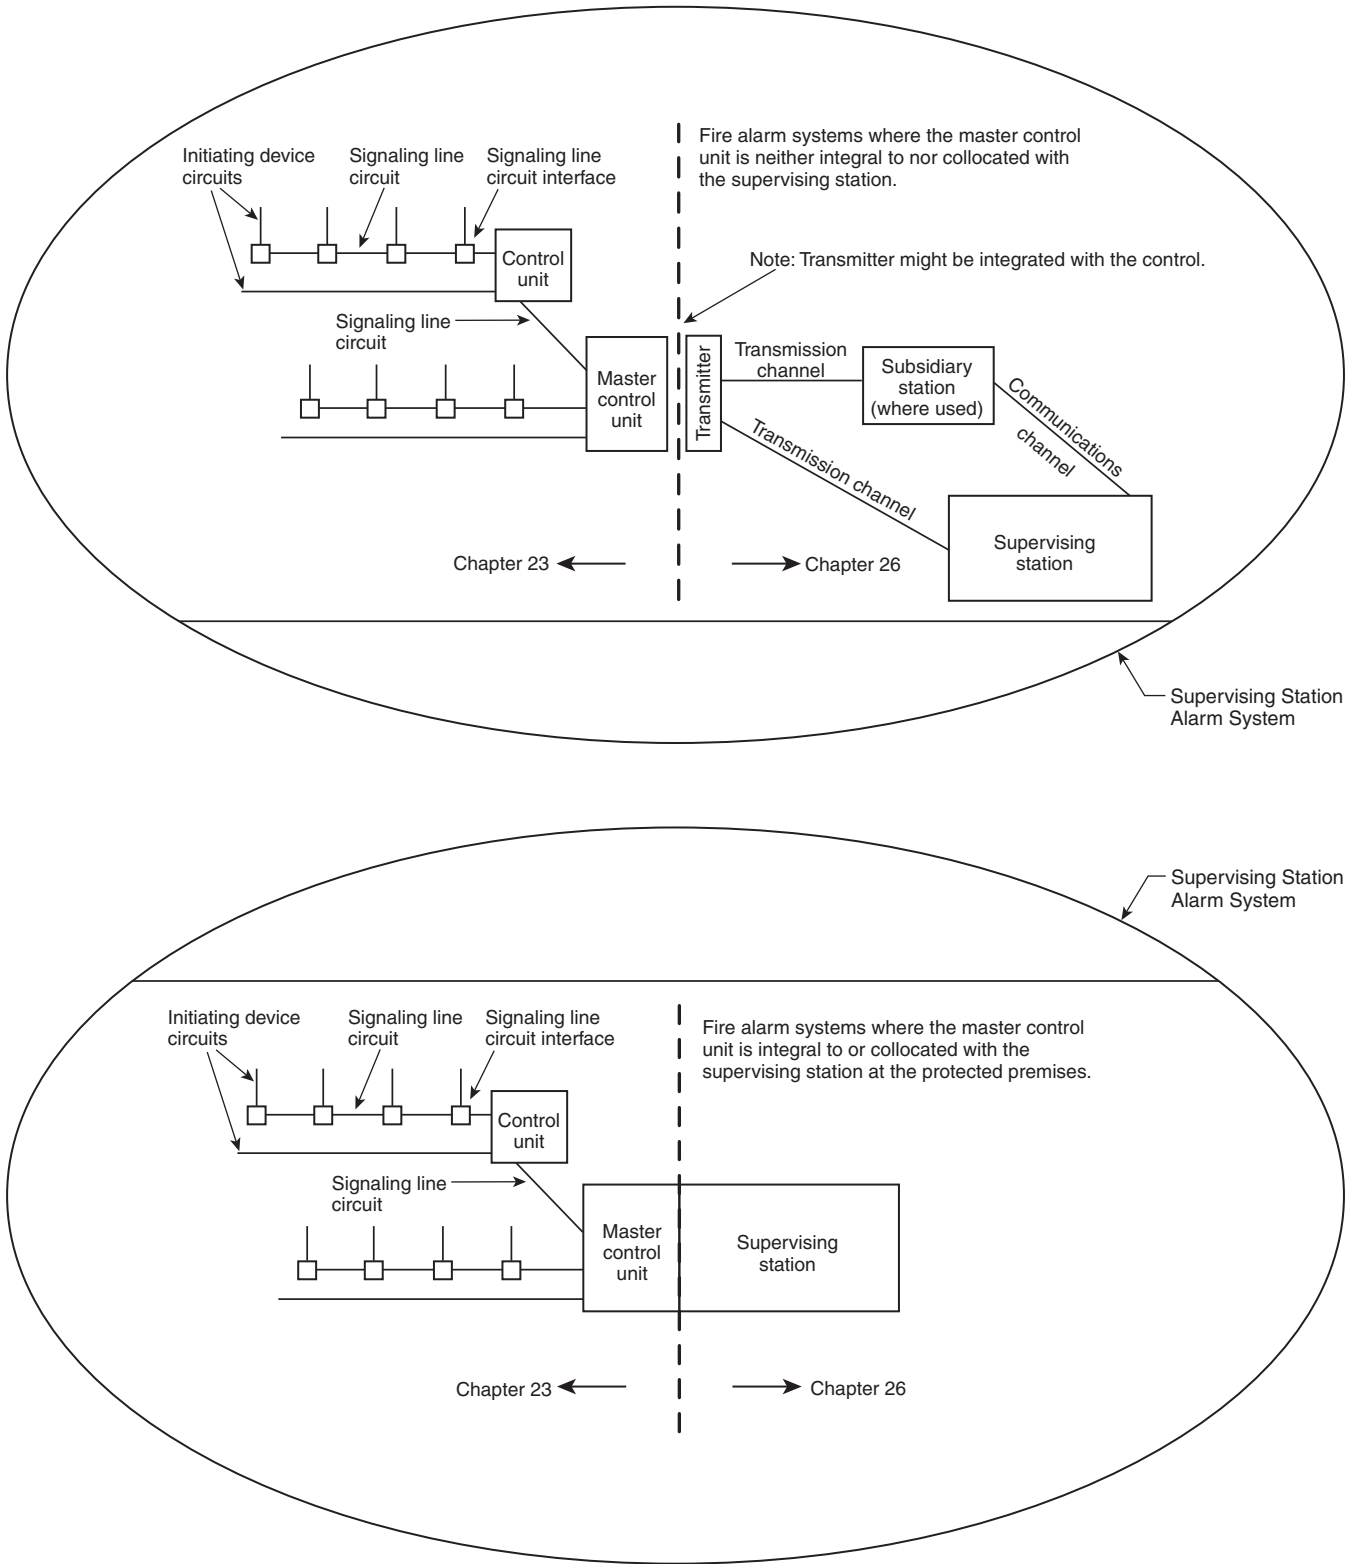 Fire alarm systems where the master control
unit is neither integral to nor collocated with
the supervising station.
Initiating device
circuits
Signaling line
circuit
Signaling line
circuit interface
Control
unit
Note: Transmitter might be integrated with the control.
Signaling line
circuit
Master
control
unit
Transmitter
Transmission
channel
Subsidiary
station
(where used)
Communications
channel
Transmission channel
Supervising
station
Chapter 23
Chapter 26
Supervising Station
Alarm System
Supervising Station
Alarm System
Initiating device
circuits
Signaling line
circuit
Signaling line
circuit interface
Fire alarm systems where the master control
unit is integral to or collocated with the
supervising station at the protected premises.
Control
unit
Signaling line
circuit
Master
control
unit
Supervising
station
Chapter 23
Chapter 26